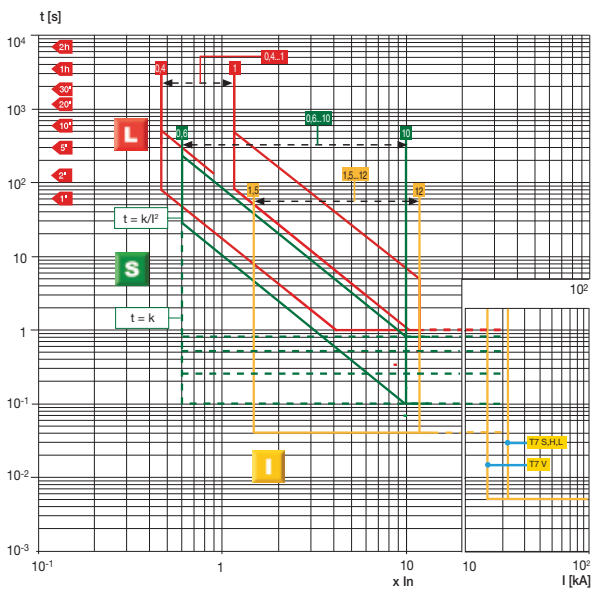 t [s]
10⁴
2h
1h
0,4
1
0,4...1
30'
20'
10³
10'
L
0,6
0,6...10
10
5'
2'
10²
1'
1,5
1,5...12
12
t = k/I²
S
10
10²
t = k
1
10⁻¹
I
T7 S,H,L
T7 V
10⁻²
10⁻³
10⁻¹
1
10
10
10²
x In
I [kA]